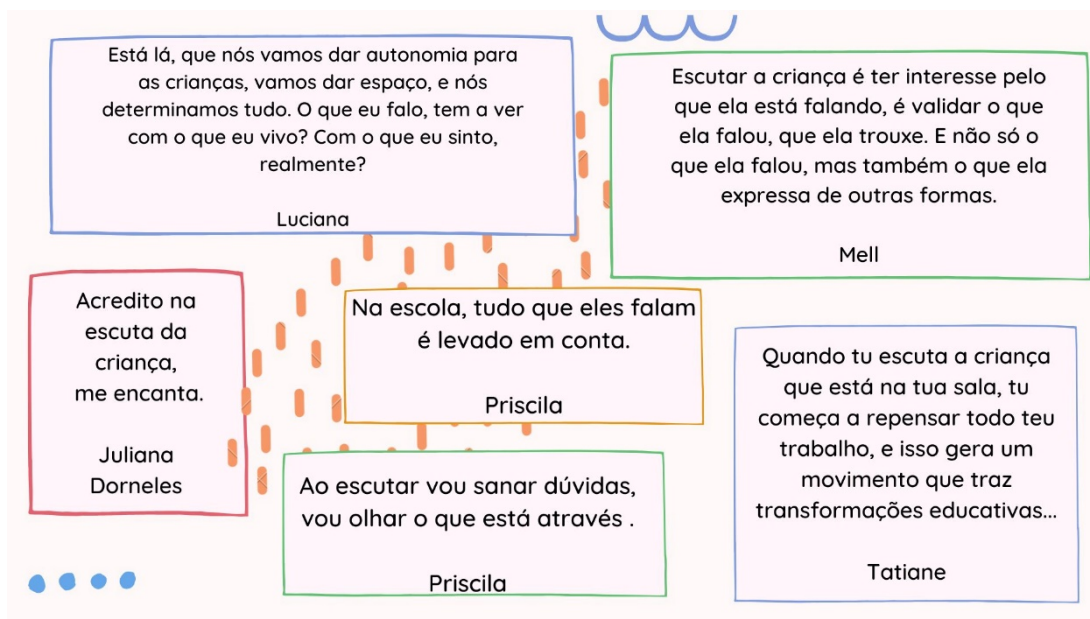 Está lá, que nós vamos dar autonomia para
as crianças, vamos dar espaço, e nós
determinamos tudo. O que eu falo, tem a ver
com o que eu vivo? Com o que eu sinto,
realmente?
Luciana
Escutar a criança é ter interesse pelo
que ela está falando, é validar o que
ela falou, que ela trouxe. E não só o
que ela falou, mas também o que ela
expressa de outras formas.
Mell
Acredito na
escuta da
criança,
me encanta.
Juliana
Dorneles
Na escola, tudo que eles falam
é levado em conta.
Priscila
Quando tu escuta a criança
que está na tua sala, tu
começa a repensar todo teu
trabalho, e isso gera um
movimento que traz
transformações educativas...
Tatiane
Ao escutar vou sanar dúvidas,
vou olhar o que está através .
Priscila